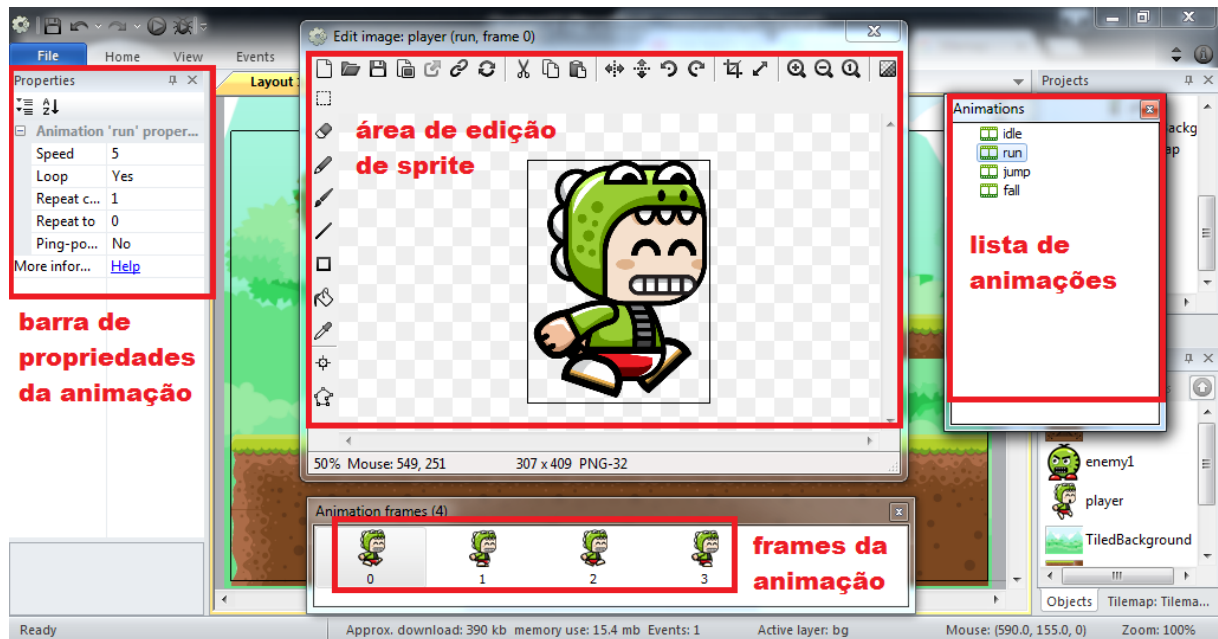 Edit image: player (run, frame 0)
File
Home
View
Events
Properties
Layout
Projects
Animation 'run' proper...
Speed 5
Loop Yes
Repeat c... 1
Repeat to 0
Ping-po... No
More infor... Help
barra de
propriedades
da animação
área de edição
de sprite
50% Mouse: 549, 251 307 x 409 PNG-32
Animations
idle
run
jump
fall
lista de
animações
ackg
ap
enemy1
player
TiledBackground
Animation frames (4)
0 1 2 3
frames da
animação
Objects Tilemap: Tilema...
Ready
Approx. download: 390 kb memory use: 15.4 mb Events: 1
Active layer: bg
Mouse: (590.0, 155.0, 0)
Zoom: 100%